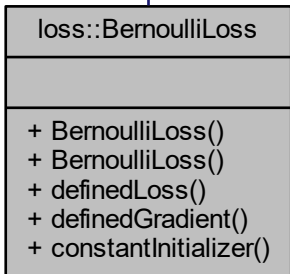 loss::BernoulliLoss
+ BernoulliLoss()
+ BernoulliLoss()
+ definedLoss()
+ definedGradient()
+ constantInitializer()